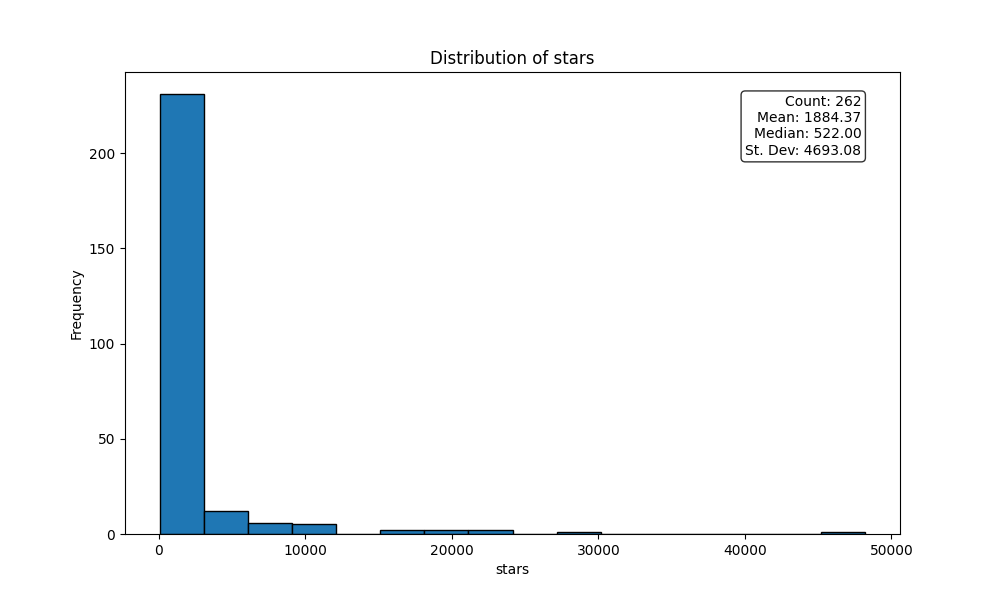 Distribution of stars
Count: 262
Mean: 1884.37
Median: 522.00
St. Dev: 4693.08
Frequency
200
150
100
50
0
0 10000 20000 30000 40000 50000
stars